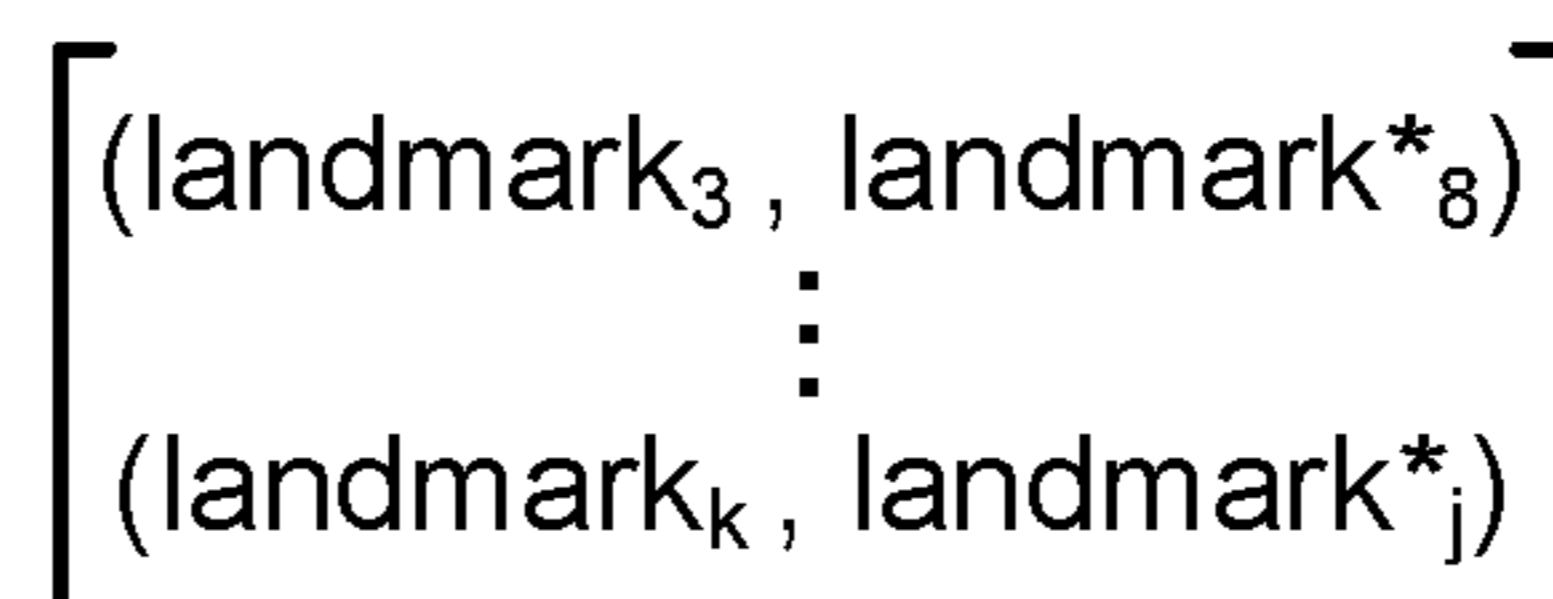 (landmark₃ , landmark*₈)
⋮
(landmarkₖ , landmark*ⱼ)